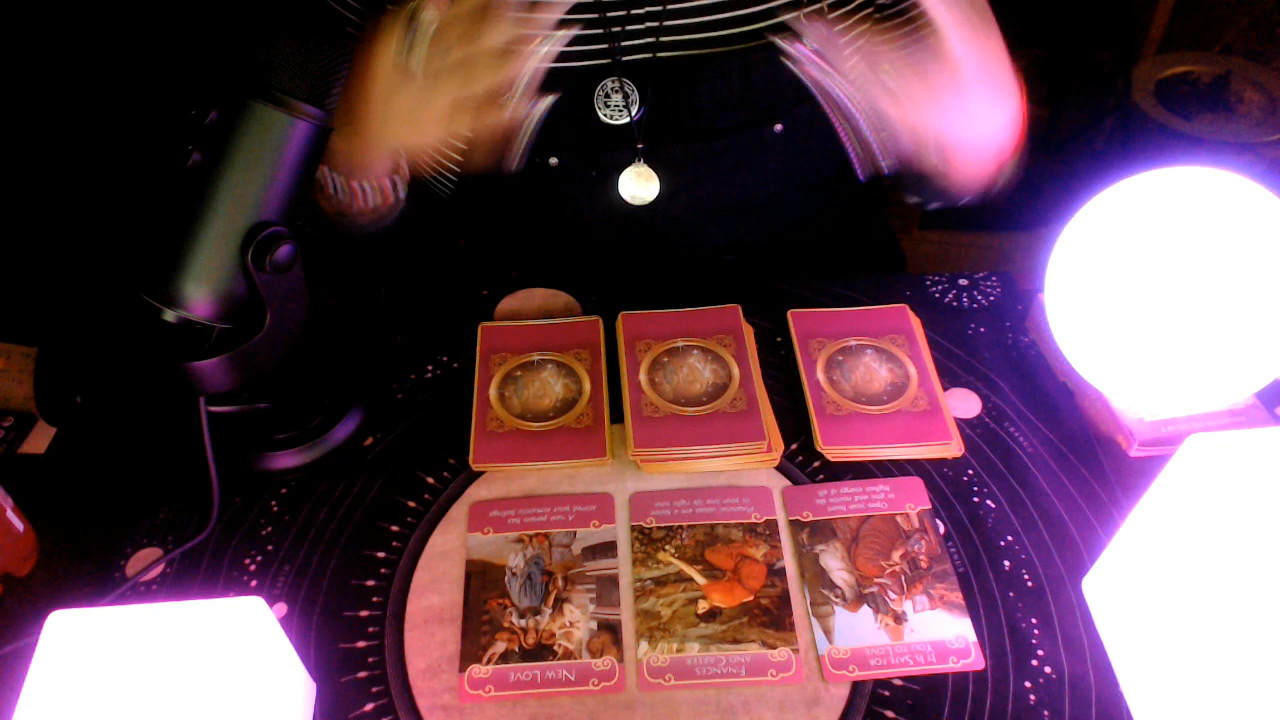 NEW LOVE
A new person has
stirred your romantic feelings
FINANCES
AND CAREER
Financial issues are a factor
in your love life right now
IT IS SAFE FOR
YOU TO LOVE
Open your heart
to give and receive the
highest energy of all